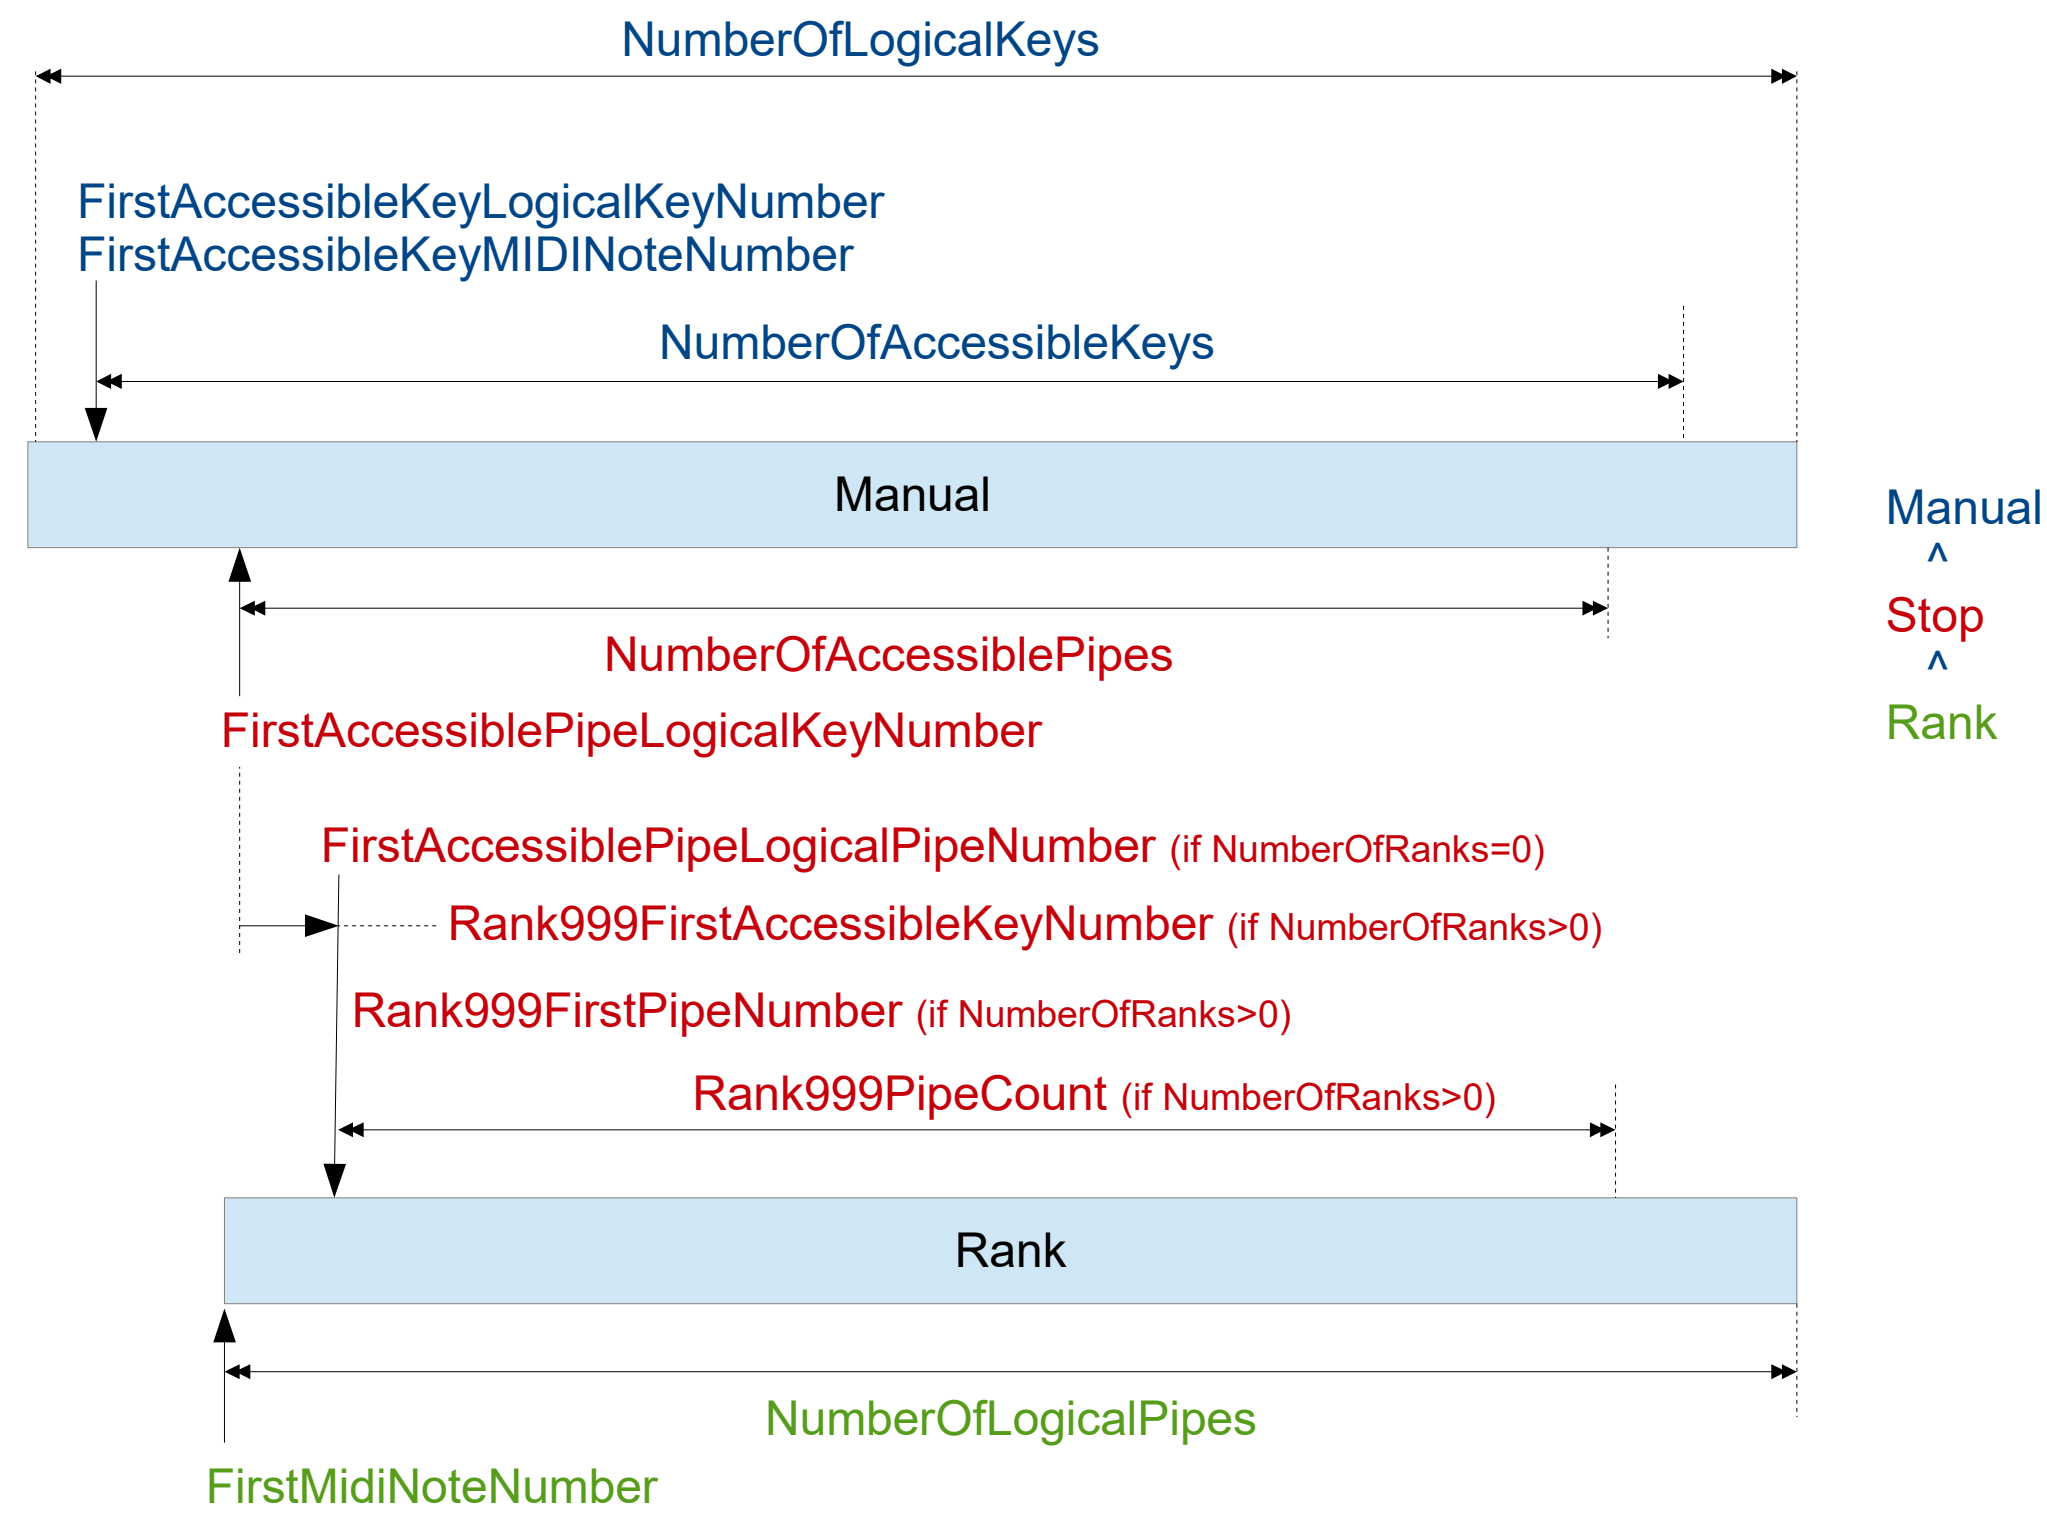 NumberOfLogicalKeys
FirstAccessibleKeyLogicalKeyNumber
FirstAccessibleKeyMIDINoteNumber
NumberOfAccessibleKeys
Manual
NumberOfAccessiblePipes
FirstAccessiblePipeLogicalKeyNumber
FirstAccessiblePipeLogicalPipeNumber (if NumberOfRanks=0)
Rank999FirstAccessibleKeyNumber (if NumberOfRanks>0)
Rank999FirstPipeNumber (if NumberOfRanks>0)
Rank999PipeCount (if NumberOfRanks>0)
Rank
NumberOfLogicalPipes
FirstMidiNoteNumber
Manual
^
Stop
^
Rank